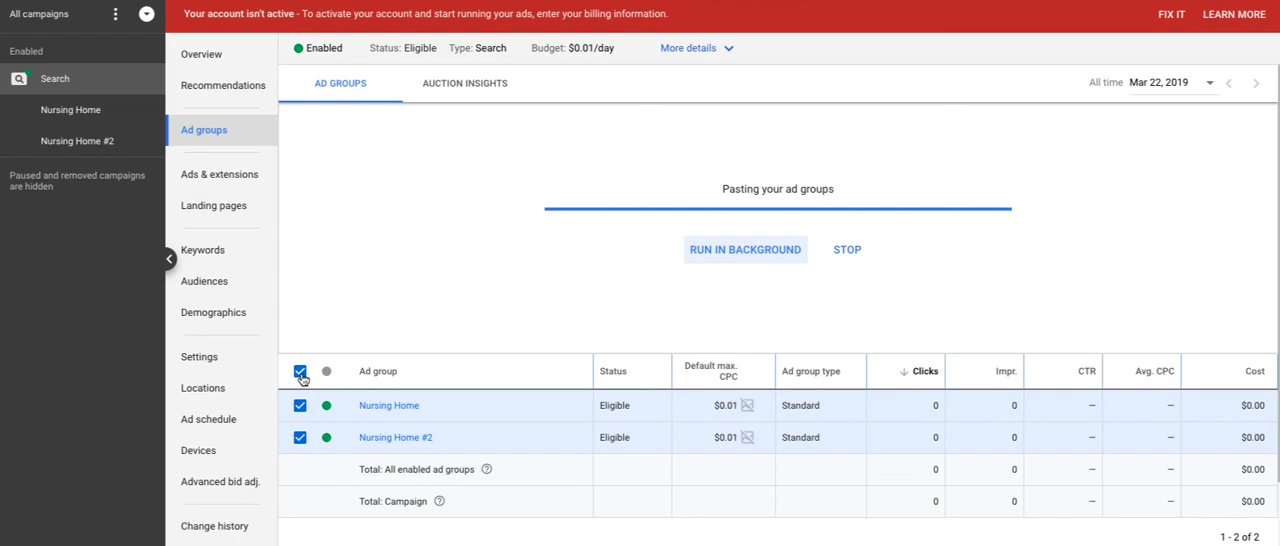 All campaigns
Your account isn't active - To activate your account and start running your ads, enter your billing information.
FIX IT
LEARN MORE
Enabled
Search
Nursing Home
Nursing Home #2
Paused and removed campaigns
are hidden
Overview
Recommendations
Ad groups
Ads & extensions
Landing pages
Keywords
Audiences
Demographics
Settings
Locations
Ad schedule
Devices
Advanced bid adj.
Change history
Enabled Status: Eligible Type: Search Budget: $0.01/day More details
AD GROUPS AUCTION INSIGHTS All time Mar 22, 2019
Pasting your ad groups
RUN IN BACKGROUND STOP
Ad group Status Default max. CPC Ad group type Clicks Impr. CTR Avg. CPC Cost
Nursing Home Eligible $0.01 Standard 0 0 – – $0.00
Nursing Home #2 Eligible $0.01 Standard 0 0 – – $0.00
Total: All enabled ad groups ? 0 0 – – $0.00
Total: Campaign ? 0 0 – – $0.00
1 - 2 of 2